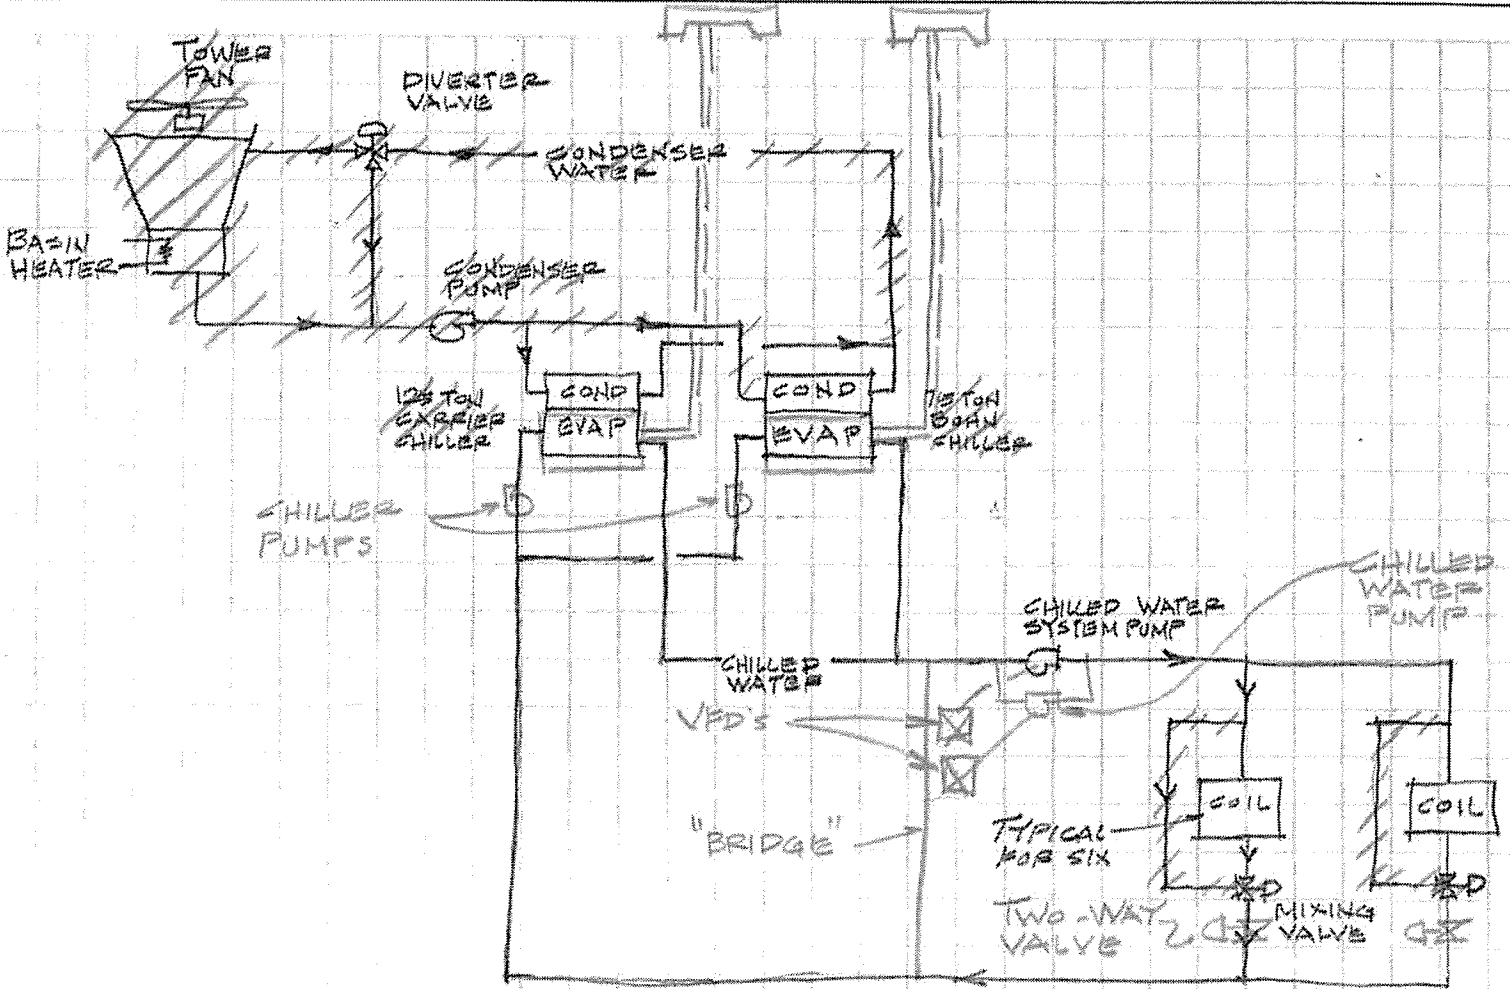 TOWER
FAN
DIVERTER
VALVE
CONDENSER
WATER
BASIN
HEATER
CONDENSER
PUMP
125 TON
CARRIER
CHILLER
COND
EVAP
COND
EVAP
75 TON
BOHN
CHILLER
CHILLER
PUMPS
CHILLED
WATER
PUMP
CHILLED WATER
SYSTEM PUMP
CHILLED
WATER
VFD'S
"BRIDGE"
TYPICAL
FOR SIX
COIL
COIL
TWO-WAY
VALVE
MIXING
VALVE